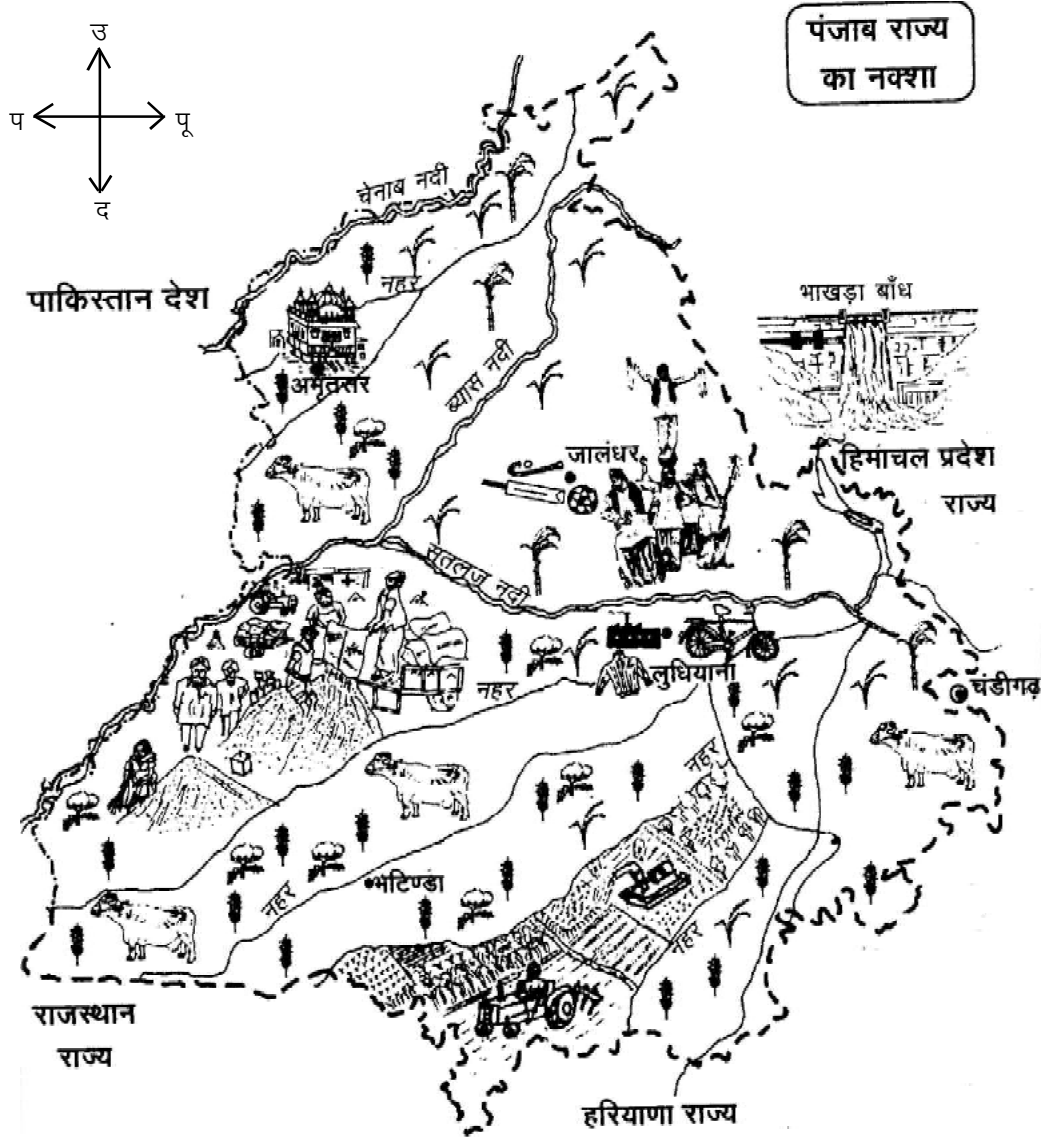 उ
पंजाब राज्य
का नक्शा
प
पू
द
चेनाब नदी
पाकिस्तान देश
नहर
भाखड़ा बाँध
अमृतसर
ब्यास नदी
जालंधर
हिमाचल प्रदेश
राज्य
सतलुज नदी
लुधियाना
नहर
चंडीगढ़
नहर
भटिण्डा
नहर
नहर
राजस्थान
राज्य
हरियाणा राज्य